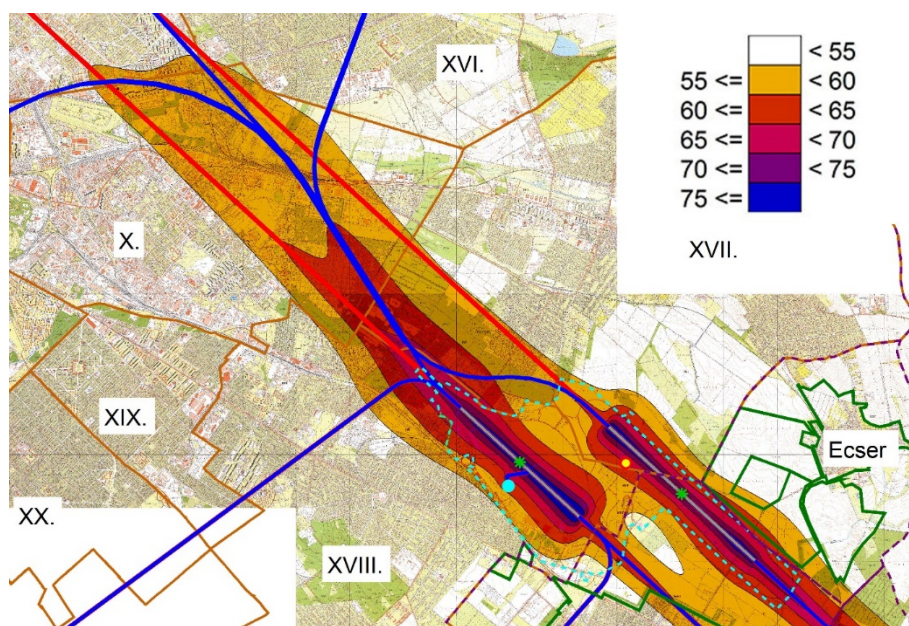 XVI.
< 55
55 <= < 60
60 <= < 65
65 <= < 70
70 <= < 75
75 <=
XVII.
X.
XIX.
Ecser
XX.
XVIII.